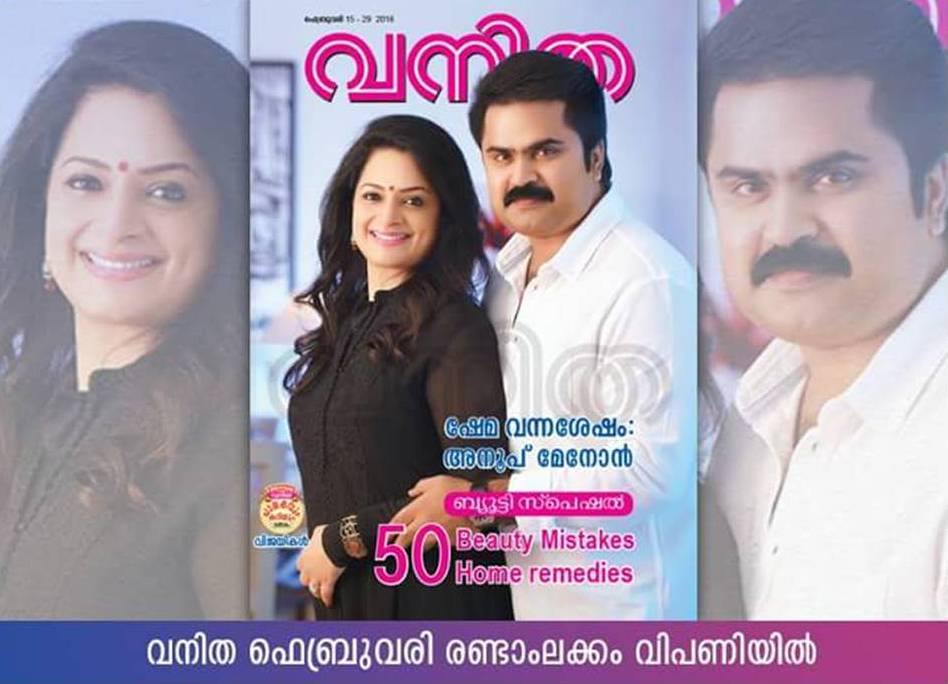 ഫെബ്രുവരി 15 - 29 2016
വനിത
വനിത
ഷേമ വന്നശേഷം:
അനൂപ് മേനോൻ
ബ്യൂട്ടി സ്പെഷൽ
50 Beauty Mistakes
Home remedies
വിജയികൾ
വനിത ഫെബ്രുവരി രണ്ടാംലക്കം വിപണിയിൽ